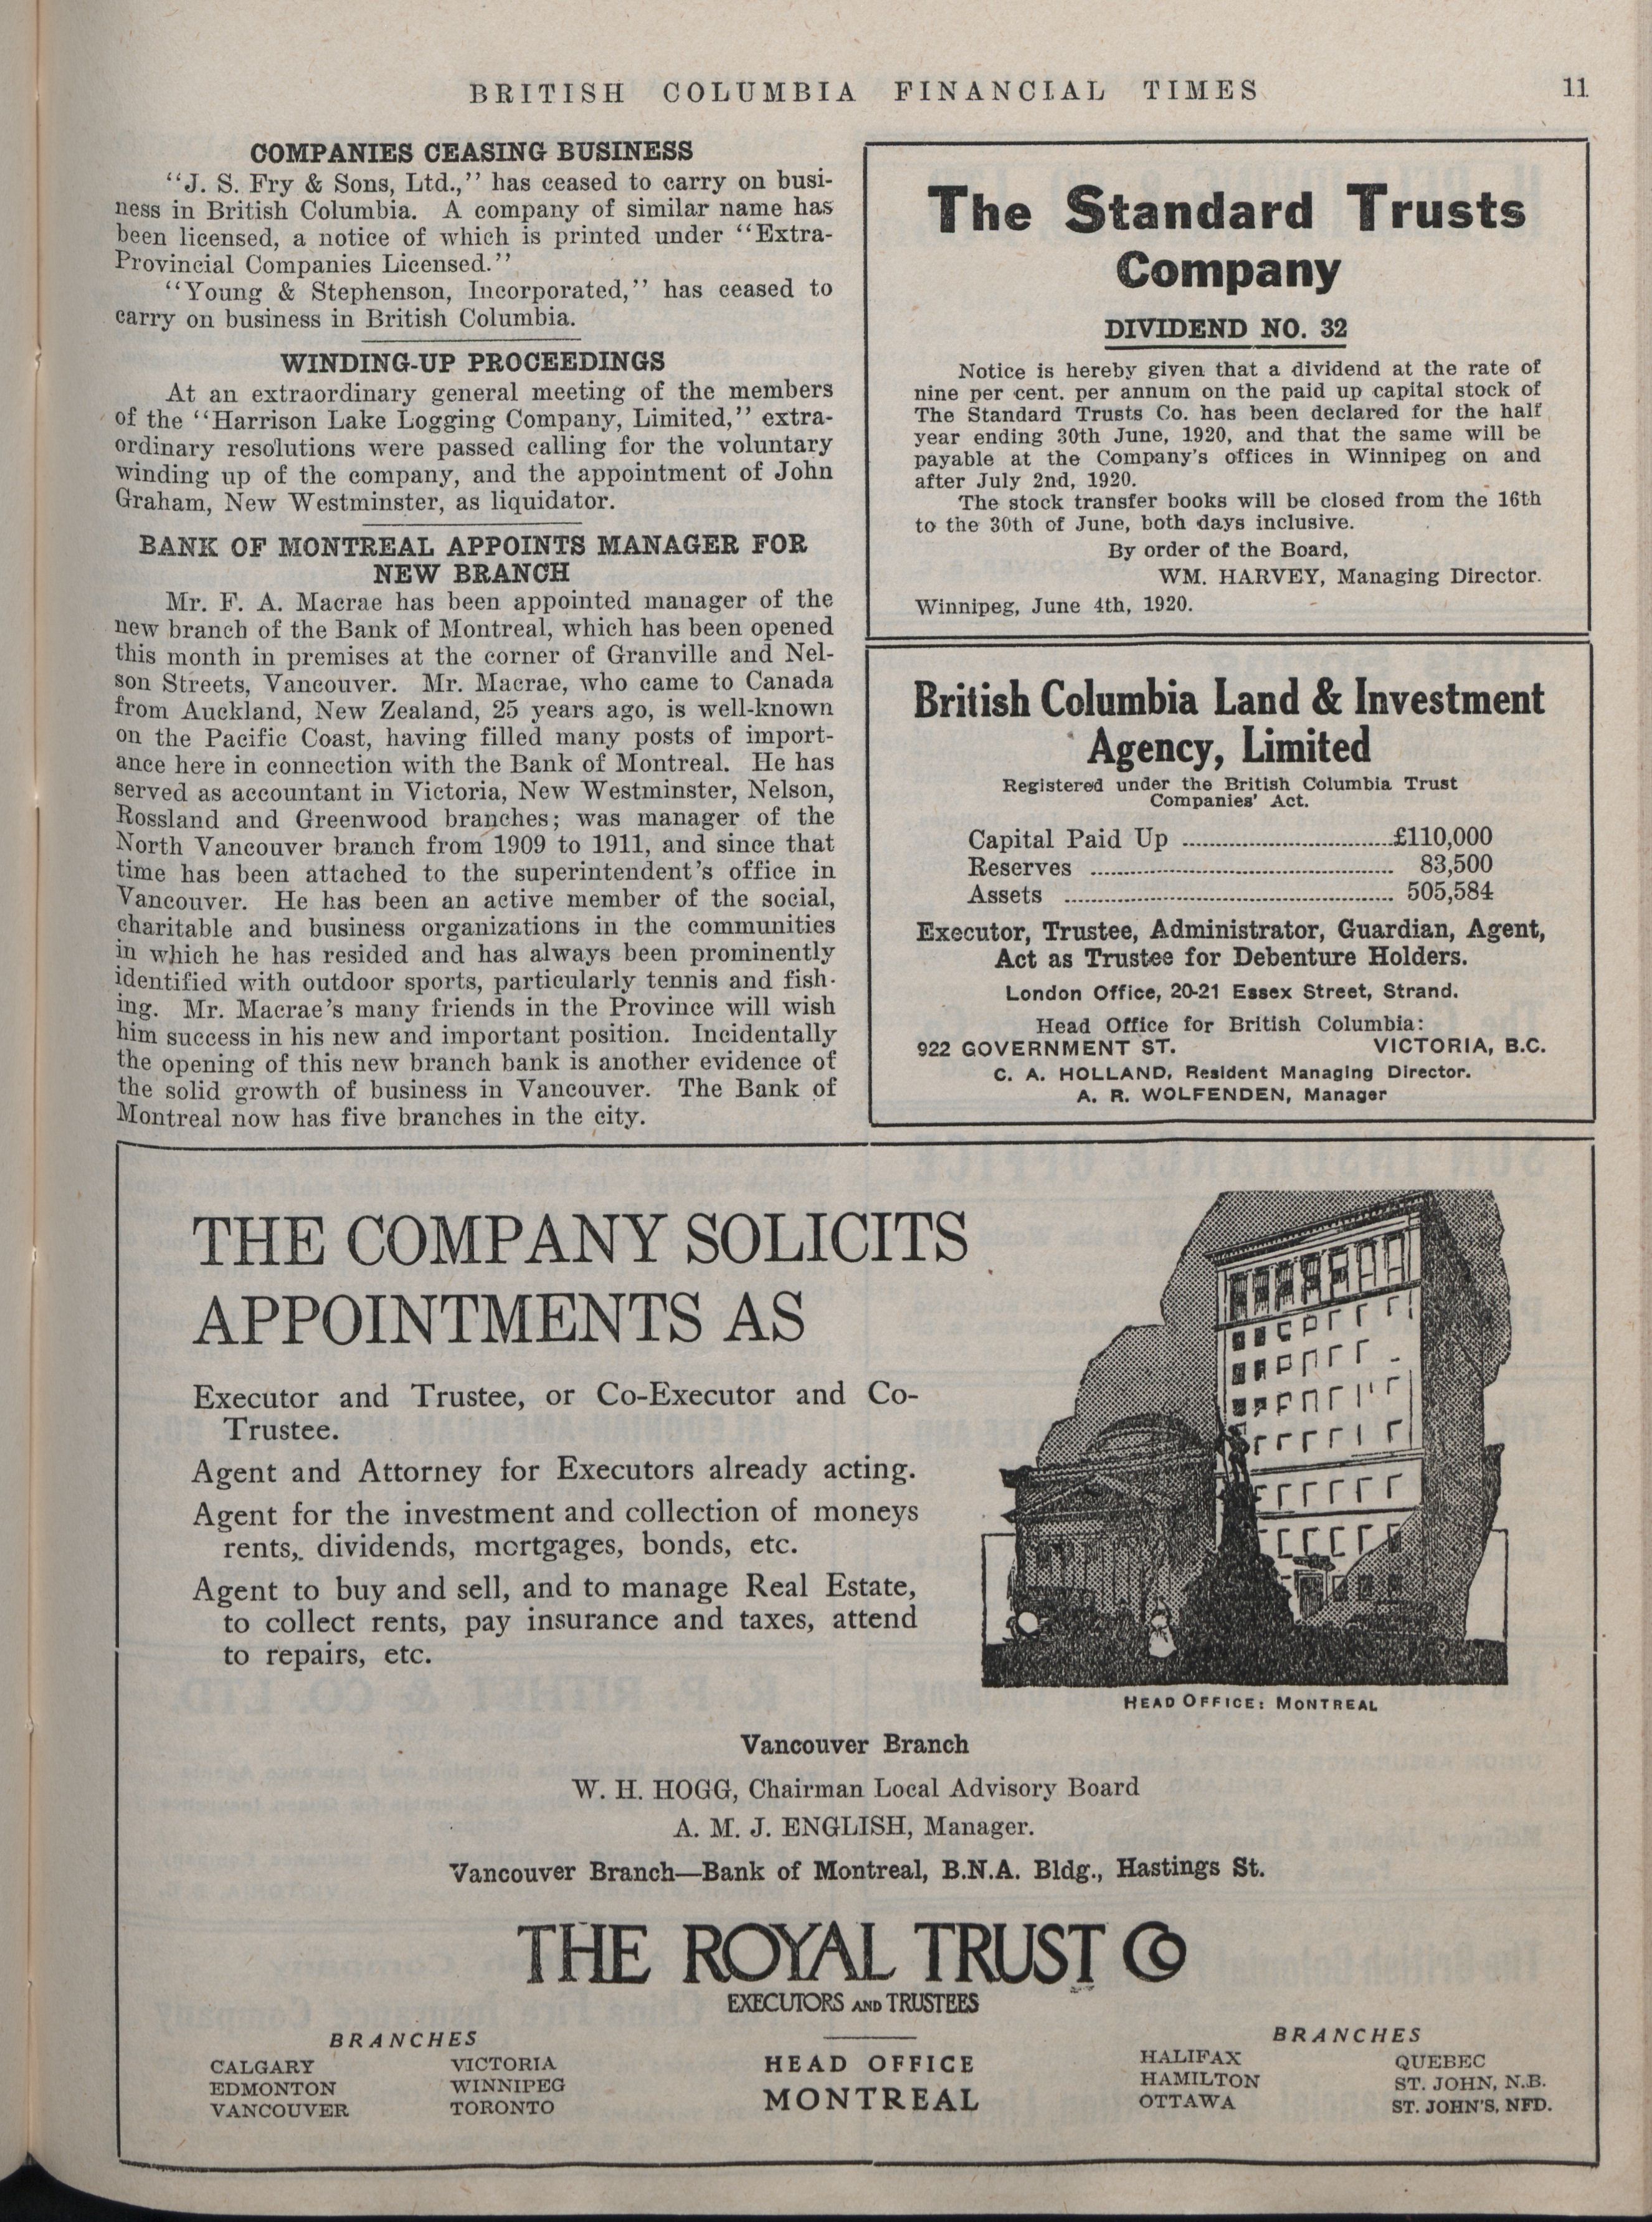 BRITISH COLUMBIA FINANCIAL TIMES 11
COMPANIES CEASING BUSINESS
"J. S. Fry & Sons, Ltd.," has ceased to carry on busi-
ness in British Columbia. A company of similar name has
been licensed, a notice of which is printed under "Extra-
Provincial Companies Licensed."
"Young & Stephenson, Incorporated," has ceased to
carry on business in British Columbia.
WINDING-UP PROCEEDINGS
At an extraordinary general meeting of the members
of the "Harrison Lake Logging Company, Limited," extra-
ordinary resolutions were passed calling for the voluntary
winding up of the company, and the appointment of John
Graham, New Westminster, as liquidator.
BANK OF MONTREAL APPOINTS MANAGER FOR
NEW BRANCH
Mr. F. A. Macrae has been appointed manager of the
new branch of the Bank of Montreal, which has been opened
this month in premises at the corner of Granville and Nel-
son Streets, Vancouver. Mr. Macrae, who came to Canada
from Auckland, New Zealand, 25 years ago, is well-known
on the Pacific Coast, having filled many posts of import-
ance here in connection with the Bank of Montreal. He has
served as accountant in Victoria, New Westminster, Nelson,
Rossland and Greenwood branches; was manager of the
North Vancouver branch from 1909 to 1911, and since that
time has been attached to the superintendent's office in
Vancouver. He has been an active member of the social,
charitable and business organizations in the communities
in which he has resided and has always been prominently
identified with outdoor sports, particularly tennis and fish-
ing. Mr. Macrae's many friends in the Province will wish
him success in his new and important position. Incidentally
the opening of this new branch bank is another evidence of
the solid growth of business in Vancouver. The Bank of
Montreal now has five branches in the city.
The Standard Trusts
Company
DIVIDEND NO. 32
Notice is hereby given that a dividend at the rate of
nine per cent. per annum on the paid up capital stock of
The Standard Trusts Co. has been declared for the half
year ending 30th June, 1920, and that the same will be
payable at the Company's offices in Winnipeg on and
after July 2nd, 1920.
The stock transfer books will be closed from the 16th
to the 30th of June, both days inclusive.
By order of the Board,
WM. HARVEY, Managing Director.
Winnipeg, June 4th, 1920.
British Columbia Land & Investment
Agency, Limited
Registered under the British Columbia Trust
Companies' Act.
Capital Paid Up ................................£110,000
Reserves ................................ 83,500
Assets ................................ 505,584
Executor, Trustee, Administrator, Guardian, Agent,
Act as Trustee for Debenture Holders.
London Office, 20-21 Essex Street, Strand.
Head Office for British Columbia:
922 GOVERNMENT ST. VICTORIA, B.C.
C. A. HOLLAND, Resident Managing Director.
A. R. WOLFENDEN, Manager
THE COMPANY SOLICITS
APPOINTMENTS AS
Executor and Trustee, or Co-Executor and Co-
Trustee.
Agent and Attorney for Executors already acting.
Agent for the investment and collection of moneys
rents, dividends, mortgages, bonds, etc.
Agent to buy and sell, and to manage Real Estate,
to collect rents, pay insurance and taxes, attend
to repairs, etc.
HEAD OFFICE: MONTREAL
Vancouver Branch
W. H. HOGG, Chairman Local Advisory Board
A. M. J. ENGLISH, Manager.
Vancouver Branch—Bank of Montreal, B.N.A. Bldg., Hastings St.
THE ROYAL TRUST CO
EXECUTORS AND TRUSTEES
BRANCHES
CALGARY VICTORIA
EDMONTON WINNIPEG
VANCOUVER TORONTO
HEAD OFFICE
MONTREAL
BRANCHES
HALIFAX QUEBEC
HAMILTON ST. JOHN, N.B.
OTTAWA ST. JOHN'S, NFD.